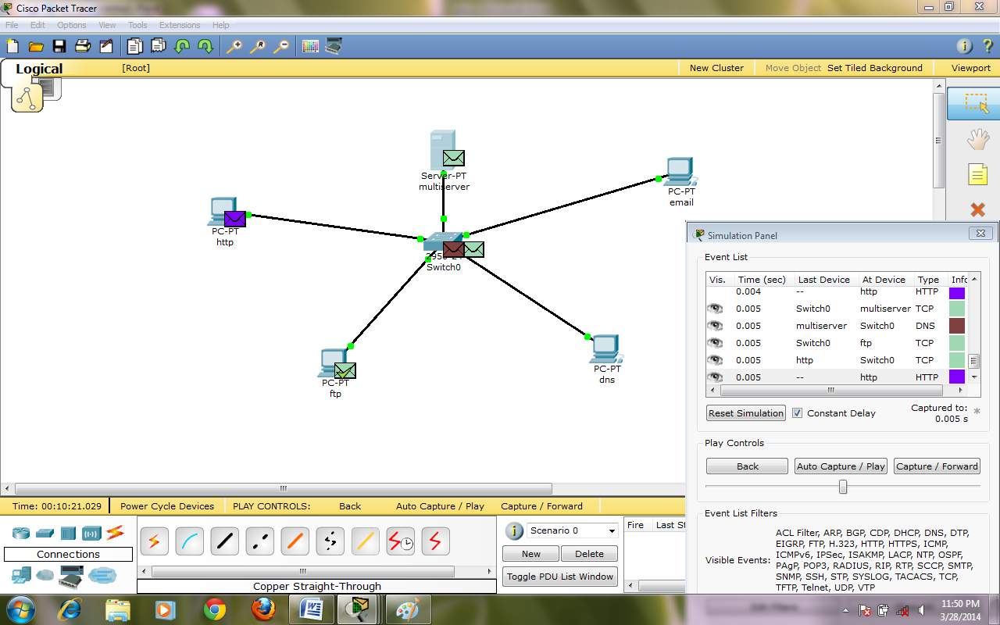 Cisco Packet Tracer
File Edit Options View Tools Extensions Help
Logical [Root] New Cluster Move Object Set Tiled Background Viewport
Server-PT
multiserver
PC-PT
email
PC-PT
http
Switch0
PC-PT
ftp
PC-PT
dns
Simulation Panel
Event List
Vis. Time (sec) Last Device At Device Type Info
0.004 -- http HTTP
0.005 Switch0 multiserver TCP
0.005 multiserver Switch0 DNS
0.005 Switch0 ftp TCP
0.005 http Switch0 TCP
0.005 -- http HTTP
Reset Simulation Constant Delay Captured to:
0.005 s
Play Controls
Back Auto Capture / Play Capture / Forward
Event List Filters
Visible Events:
ACL Filter, ARP, BGP, CDP, DHCP, DNS, DTP,
EIGRP, FTP, H.323, HTTP, HTTPS, ICMP,
ICMPv6, IPSec, ISAKMP, LACP, NTP, OSPF,
PAgP, POP3, RADIUS, RIP, RTP, SCCP, SMTP,
SNMP, SSH, STP, SYSLOG, TACACS, TCP,
TFTP, Telnet, UDP, VTP
Time: 00:10:21.029 Power Cycle Devices PLAY CONTROLS: Back Auto Capture / Play Capture / Forward
Connections
Copper Straight-Through
Scenario 0
New Delete
Toggle PDU List Window
Fire Last St
11:50 PM
3/28/2014